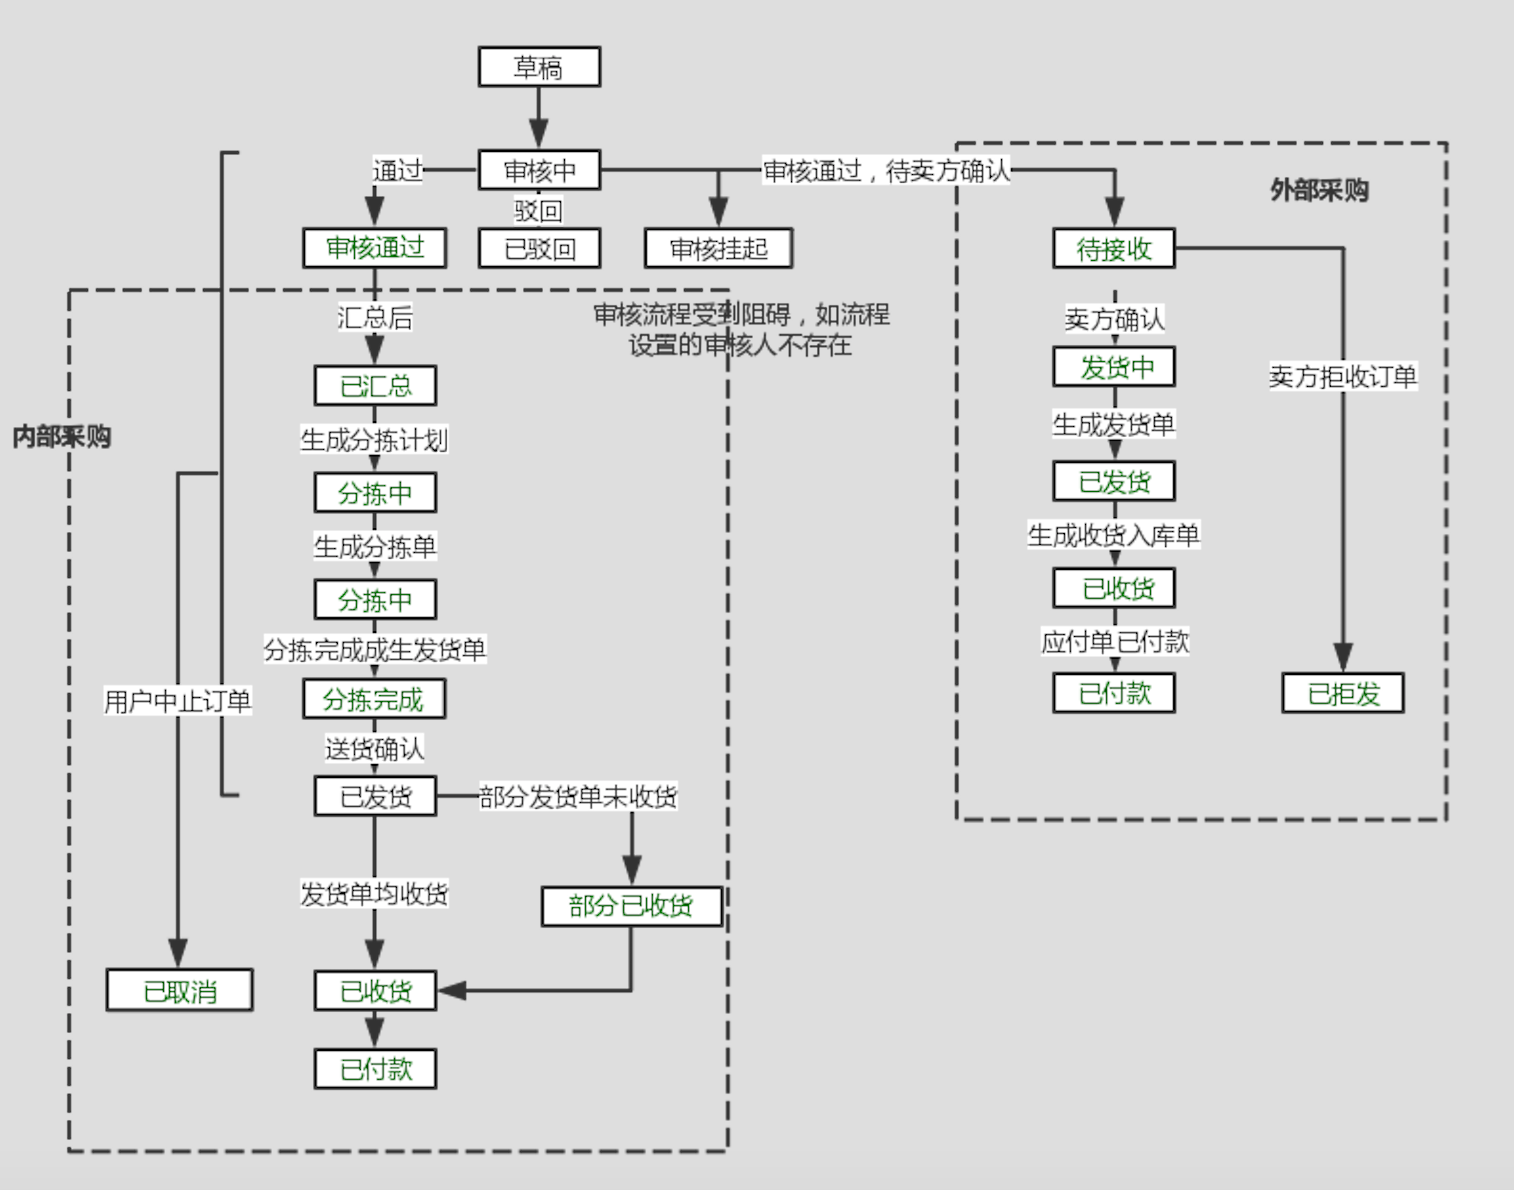 草稿
通过
审核中
审核通过，待卖方确认
外部采购
驳回
审核通过
已驳回
审核挂起
待接收
汇总后
审核流程受到阻碍，如流程
设置的审核人不存在
卖方确认
已汇总
发货中
卖方拒收订单
内部采购
生成分拣计划
生成发货单
分拣中
已发货
生成分拣单
生成收货入库单
分拣中
已收货
分拣完成成生发货单
应付单已付款
用户中止订单
分拣完成
已付款
已拒发
送货确认
已发货
部分发货单未收货
发货单均收货
部分已收货
已取消
已收货
已付款